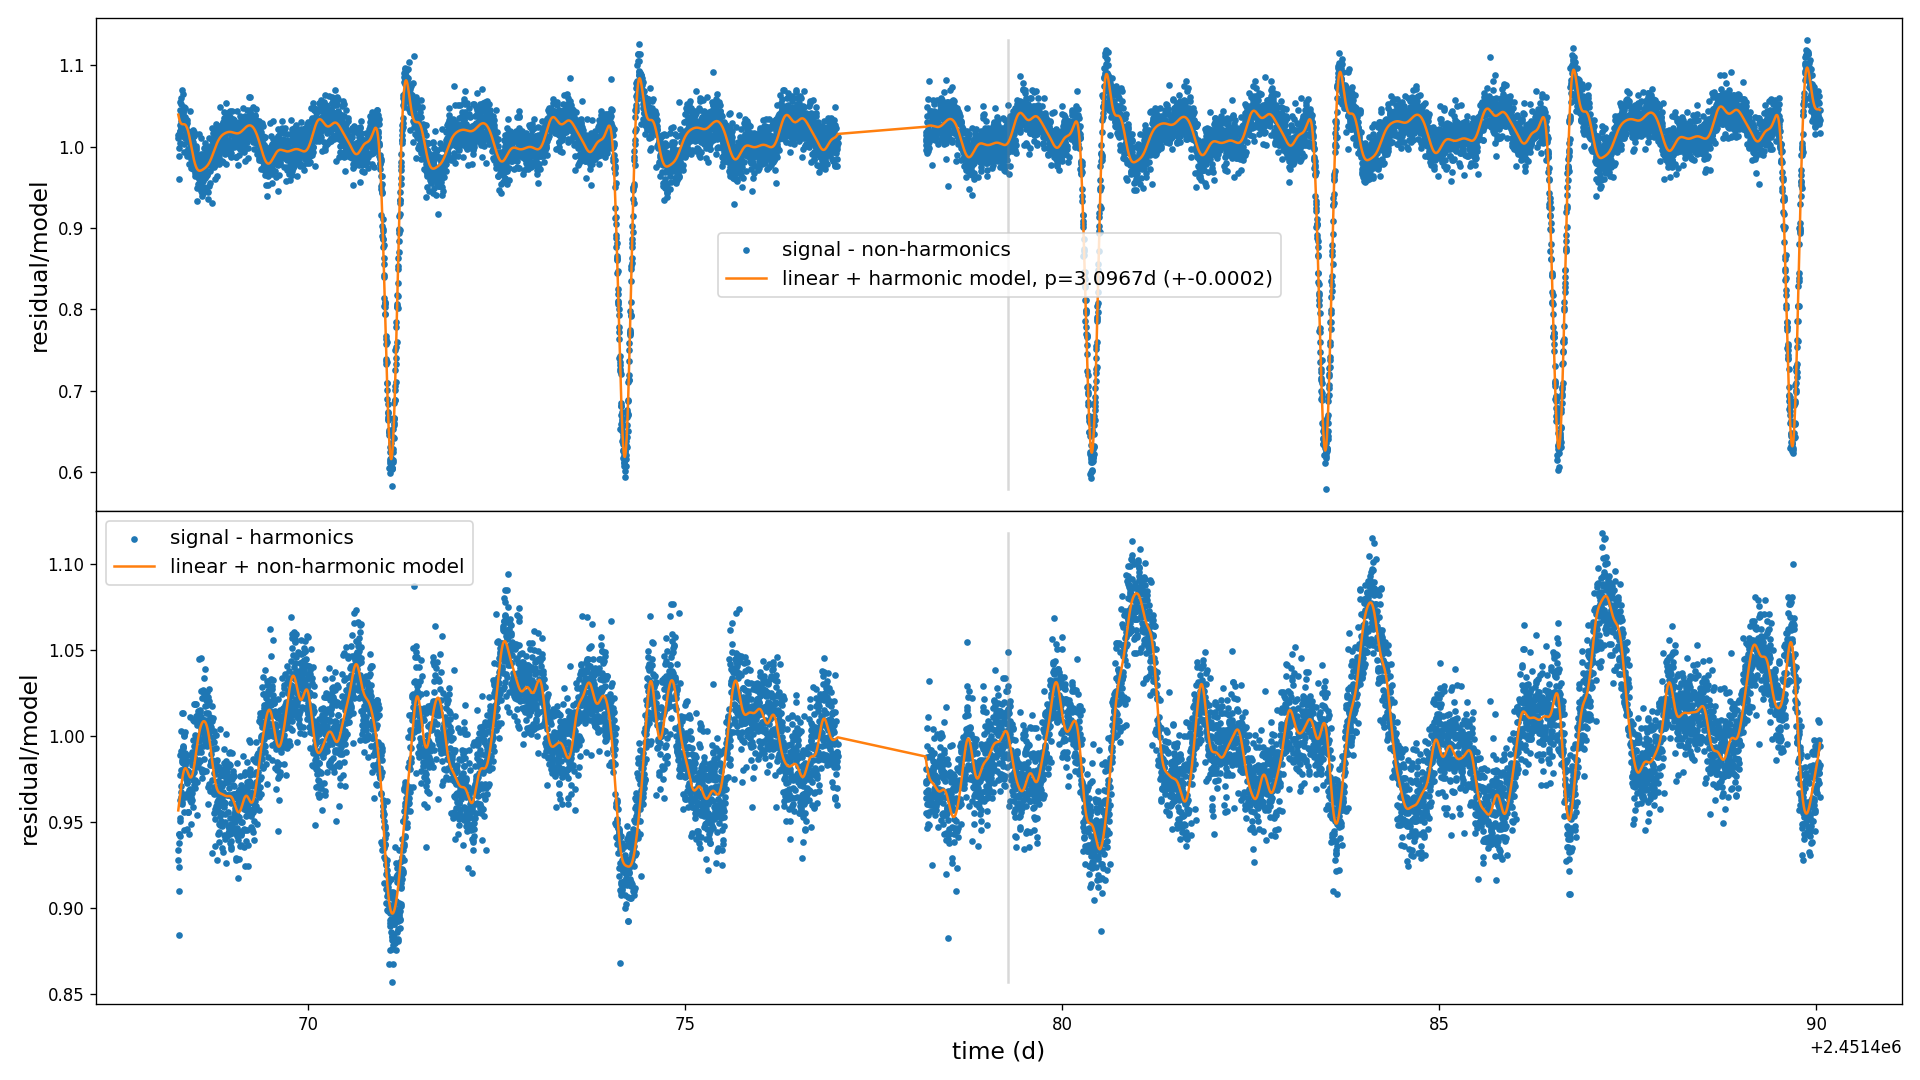 1.1
1.0
0.9
0.8
0.7
0.6
residual/model
signal - non-harmonics
linear + harmonic model, p=3.0967d (+-0.0002)
signal - harmonics
linear + non-harmonic model
1.10
1.05
1.00
0.95
0.90
0.85
residual/model
70
75
80
85
90
time (d)
+2.4514e6